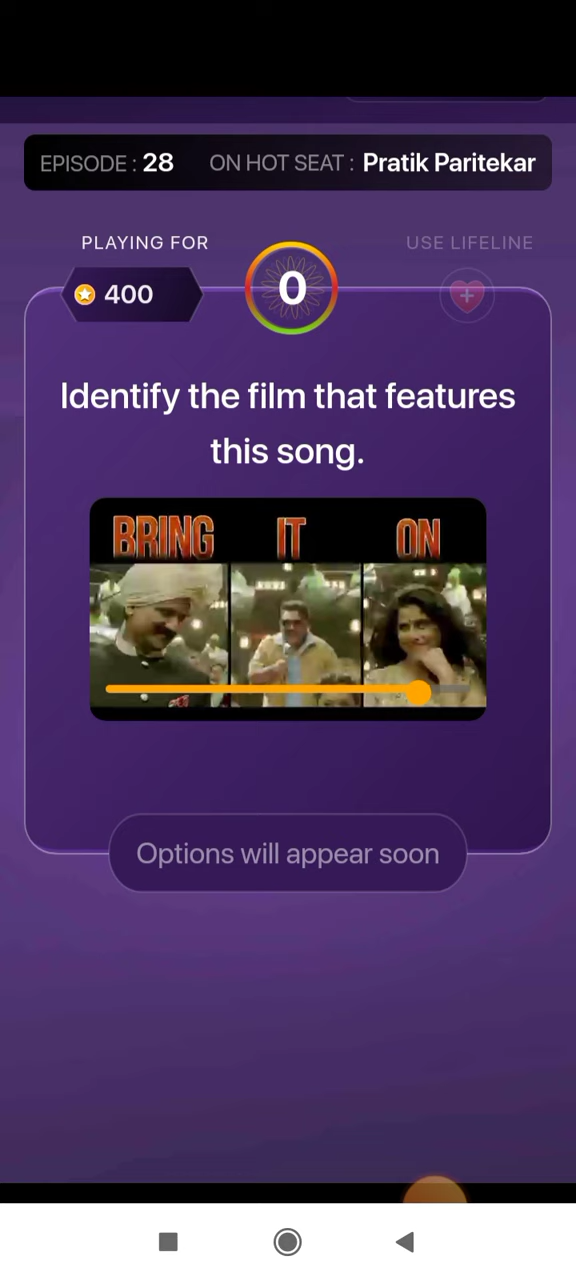 EPISODE : 28 ON HOT SEAT : Pratik Paritekar
PLAYING FOR
USE LIFELINE
400
0
Identify the film that features
this song.
BRING IT ON
Options will appear soon